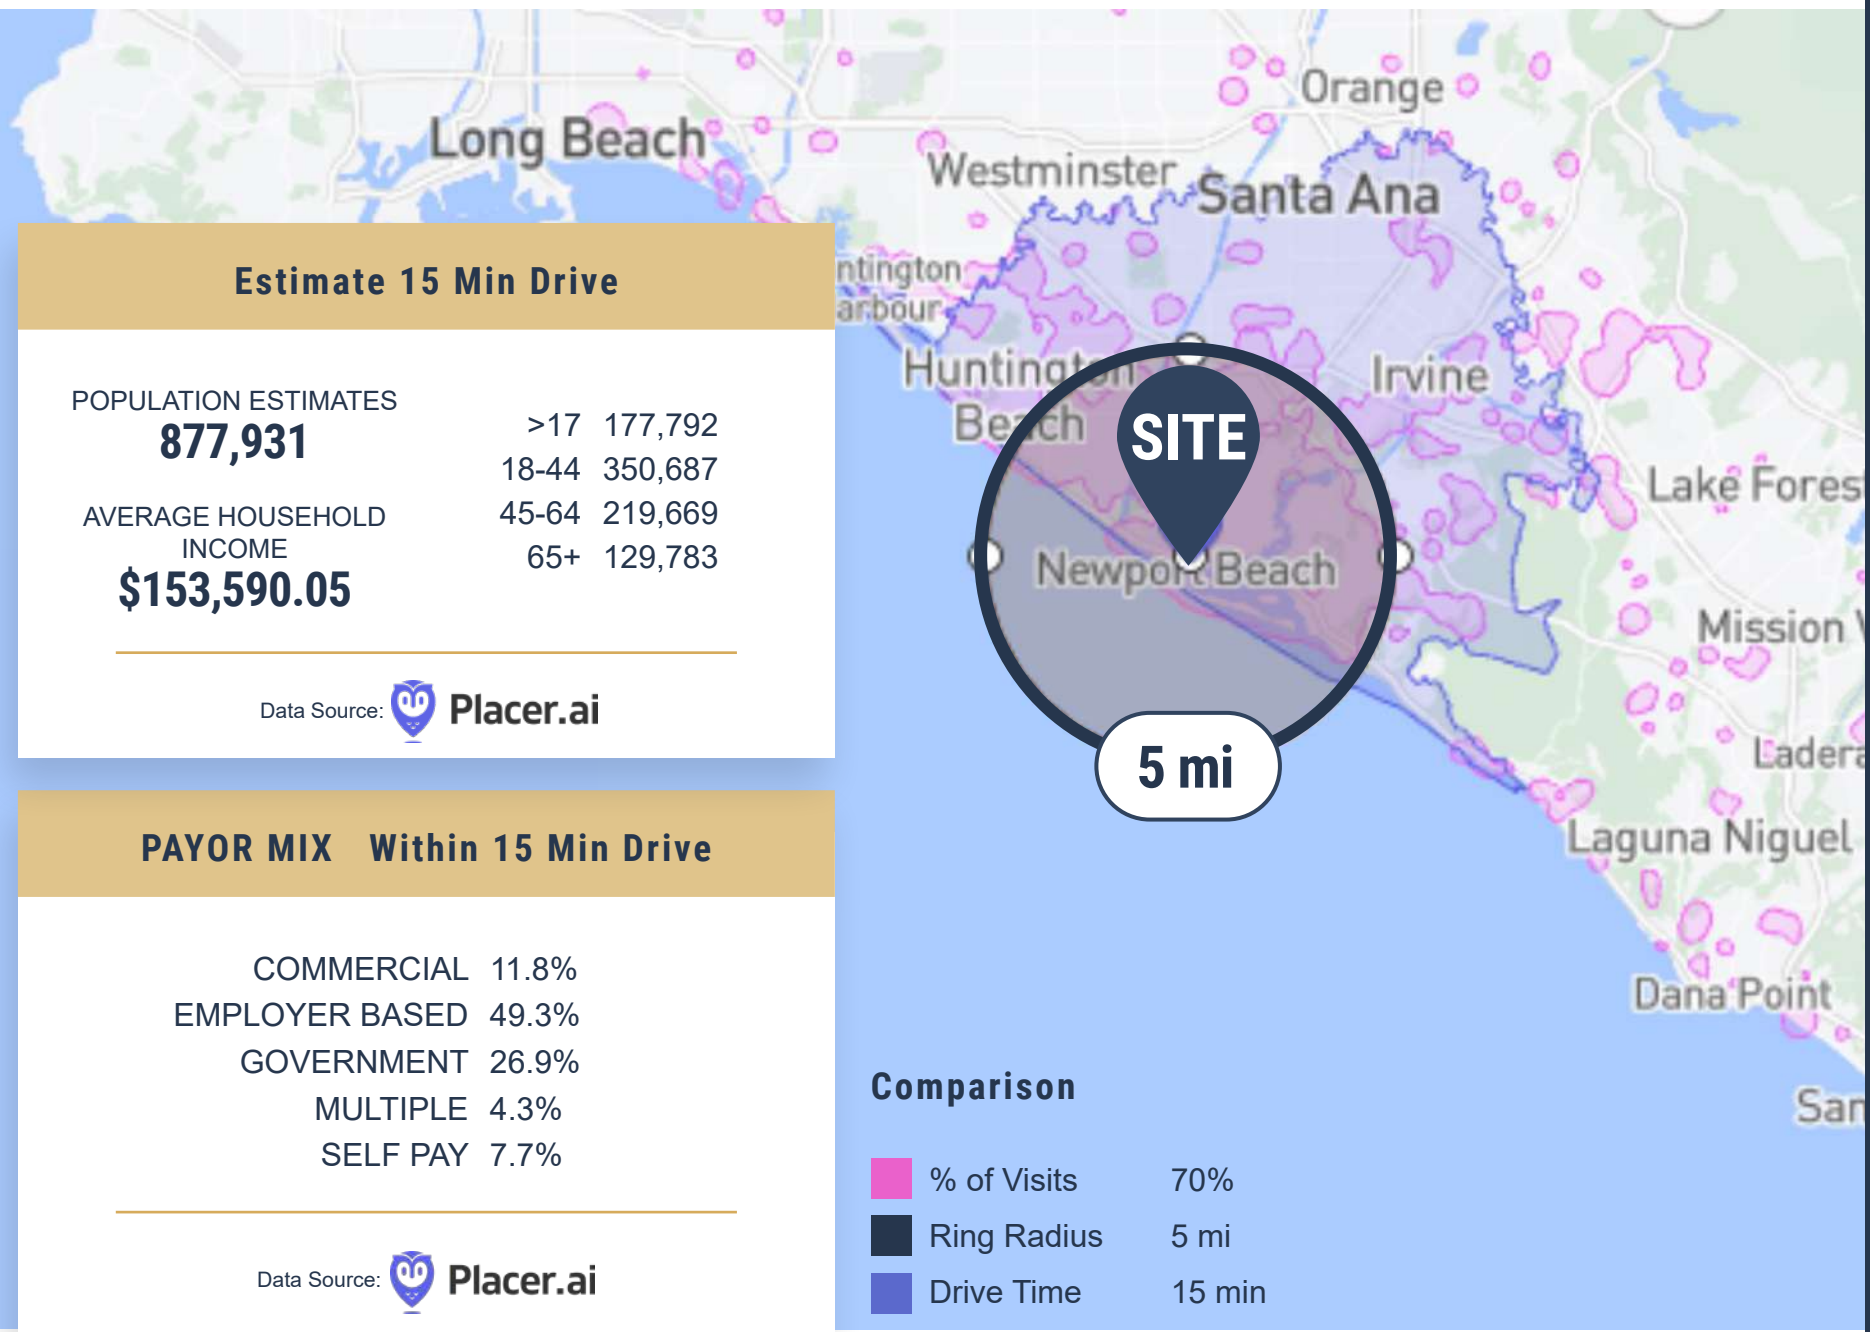 Long Beach
Orange
Westminster
Santa Ana
ntington
arbour
Huntington
Beach
Irvine
SITE
Newport Beach
Lake Fores
Mission V
Ladera
5 mi
Laguna Niguel
Dana Point
San
Estimate 15 Min Drive
POPULATION ESTIMATES
877,931
AVERAGE HOUSEHOLD
INCOME
$153,590.05
>17 177,792
18-44 350,687
45-64 219,669
65+ 129,783
Data Source: Placer.ai
PAYOR MIX Within 15 Min Drive
COMMERCIAL 11.8%
EMPLOYER BASED 49.3%
GOVERNMENT 26.9%
MULTIPLE 4.3%
SELF PAY 7.7%
Data Source: Placer.ai
Comparison
% of Visits 70%
Ring Radius 5 mi
Drive Time 15 min